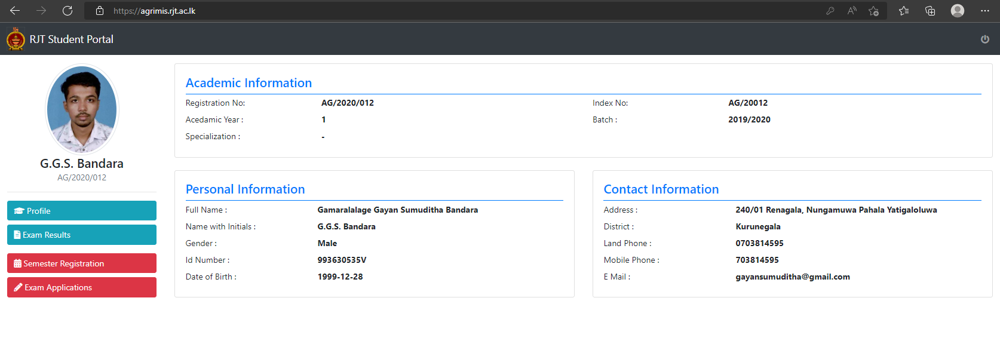 https://agrimis.rjt.ac.lk
RJT Student Portal
G.G.S. Bandara
AG/2020/012
Profile
Exam Results
Semester Registration
Exam Applications
Academic Information
Registration No: AG/2020/012 Index No: AG/20012
Acedamic Year : 1 Batch : 2019/2020
Specialization : -
Personal Information
Full Name : Gamaralalage Gayan Sumuditha Bandara
Name with Initials : G.G.S. Bandara
Gender : Male
Id Number : 993630535V
Date of Birth : 1999-12-28
Contact Information
Address : 240/01 Renagala, Nungamuwa Pahala Yatigaloluwa
District : Kurunegala
Land Phone : 0703814595
Mobile Phone : 703814595
E Mail : gayansumuditha@gmail.com